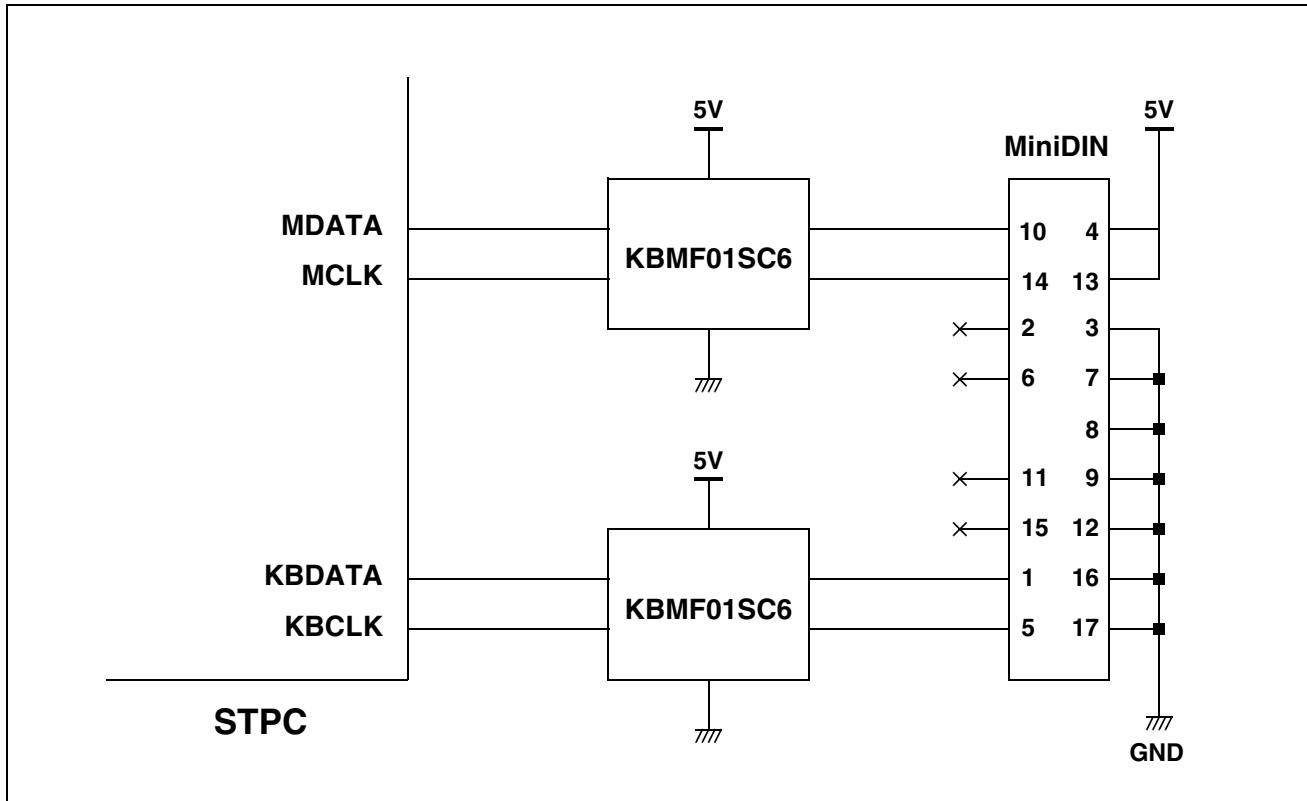 5V
5V
MiniDIN
MDATA
MCLK
KBMF01SC6
10 4
14 13
2 3
6 7
8
5V
11 9
15 12
KBDATA
KBCLK
KBMF01SC6
1 16
5 17
STPC
GND